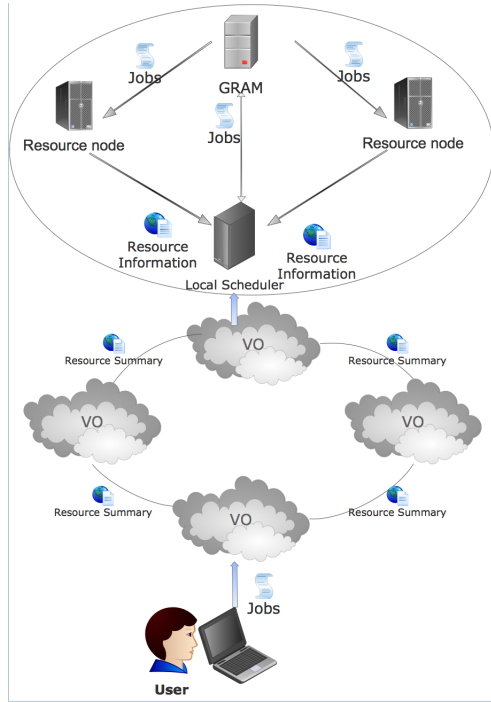 Jobs
GRAM
Jobs
Jobs
Resource node
Resource node
Resource
Information
Resource
Information
Local Scheduler
VO
Resource Summary
Resource Summary
VO
VO
Resource Summary
Resource Summary
VO
Jobs
User